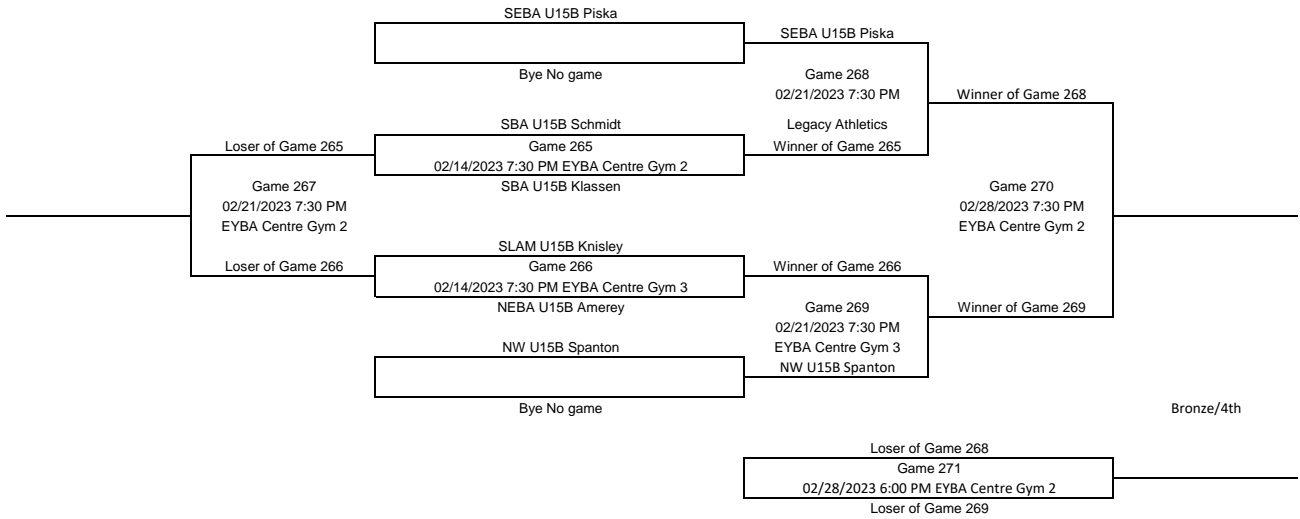 SEBA U15B Piska
SEBA U15B Piska
Bye No game
Game 268
02/21/2023 7:30 PM
Winner of Game 268
SBA U15B Schmidt
Legacy Athletics
Loser of Game 265
Game 265
Winner of Game 265
02/14/2023 7:30 PM EYBA Centre Gym 2
Game 267
SBA U15B Klassen
Game 270
02/21/2023 7:30 PM
02/28/2023 7:30 PM
EYBA Centre Gym 2
EYBA Centre Gym 2
SLAM U15B Knisley
Loser of Game 266
Game 266
Winner of Game 266
02/14/2023 7:30 PM EYBA Centre Gym 3
NEBA U15B Amerey
Game 269
Winner of Game 269
02/21/2023 7:30 PM
NW U15B Spanton
EYBA Centre Gym 3
NW U15B Spanton
Bye No game
Bronze/4th
Loser of Game 268
Game 271
02/28/2023 6:00 PM EYBA Centre Gym 2
Loser of Game 269